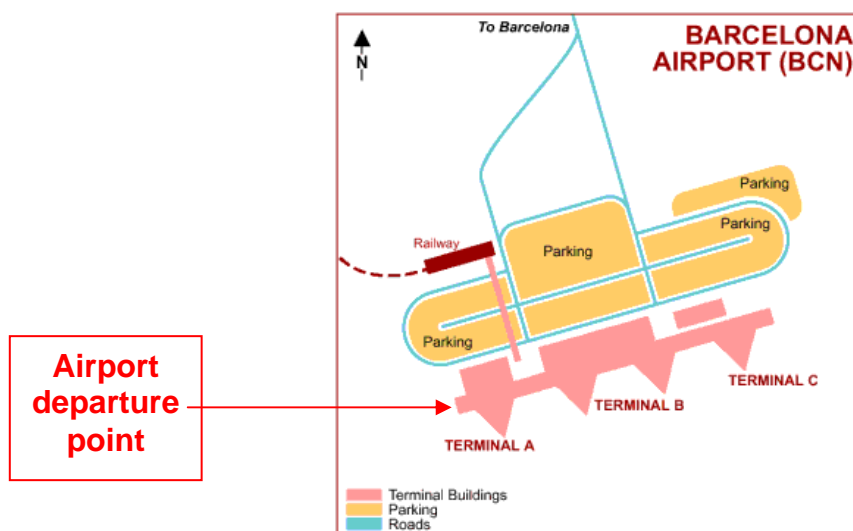 To Barcelona
BARCELONA
AIRPORT (BCN)
N
Parking
Parking
Railway
Parking
Parking
Airport
departure
point
TERMINAL C
TERMINAL B
TERMINAL A
Terminal Buildings
Parking
Roads